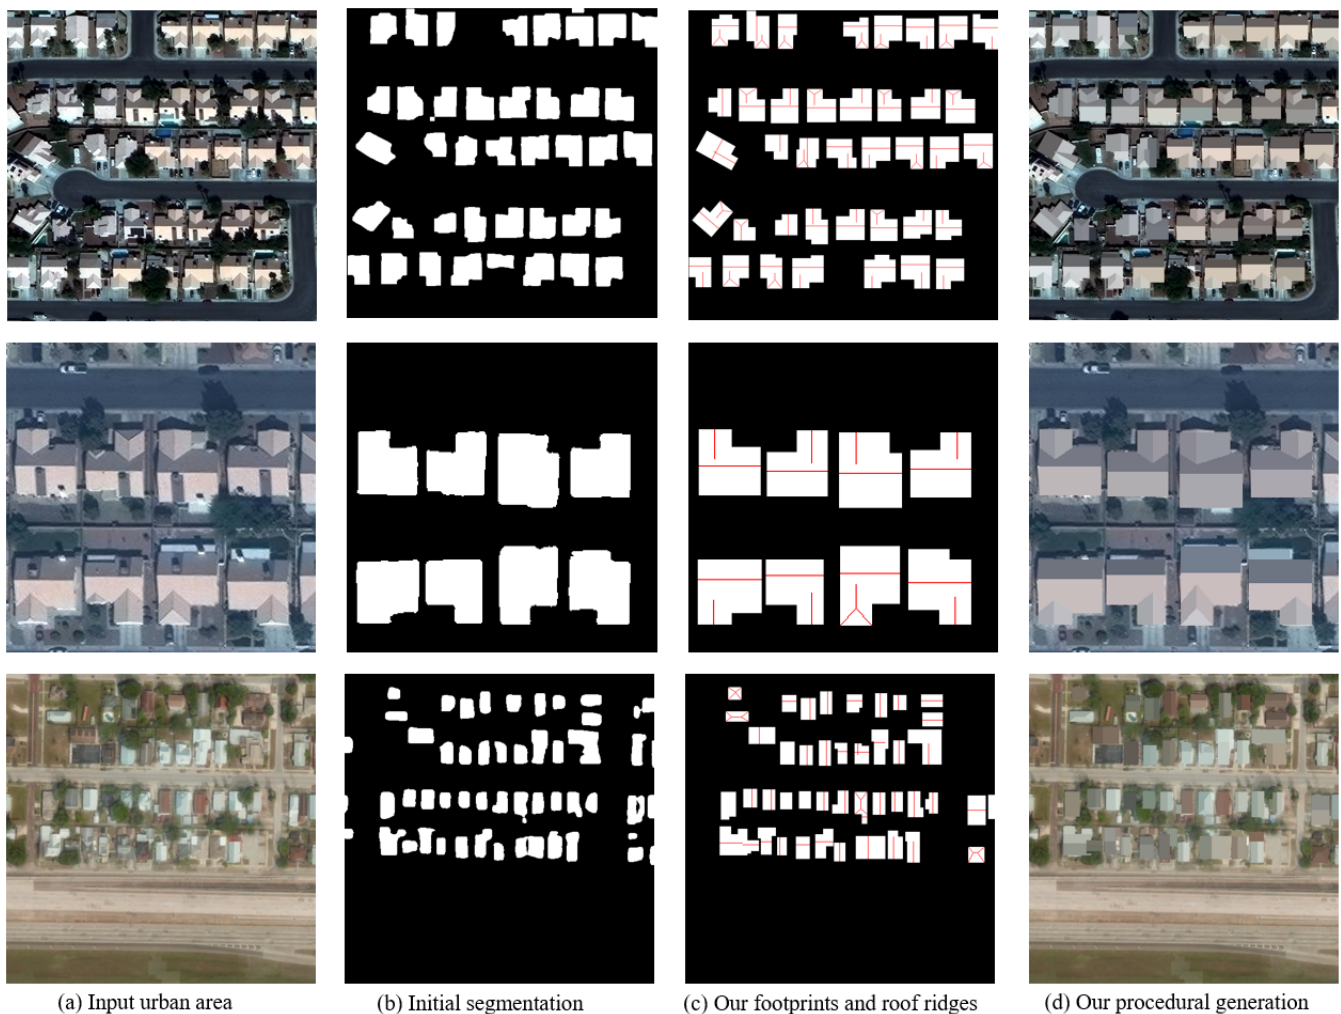 (a) Input urban area
(b) Initial segmentation
(c) Our footprints and roof ridges
(d) Our procedural generation